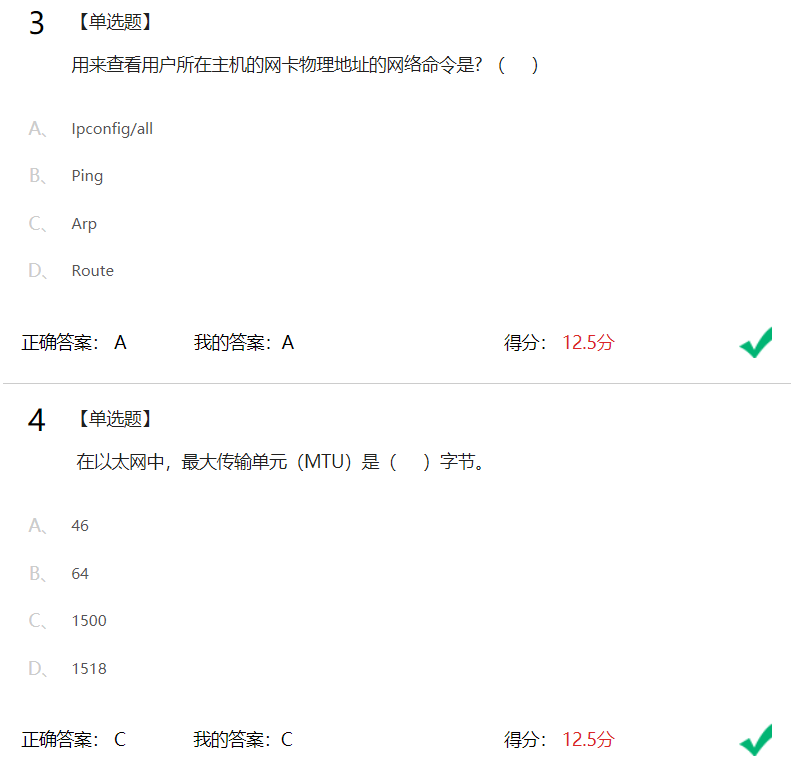 3 【单选题】
用来查看用户所在主机的网卡物理地址的网络命令是？（ ）
A、 Ipconfig/all
B、 Ping
C、 Arp
D、 Route
正确答案： A 我的答案：A 得分： 12.5分
4 【单选题】
在以太网中，最大传输单元（MTU）是（ ）字节。
A、 46
B、 64
C、 1500
D、 1518
正确答案： C 我的答案：C 得分： 12.5分